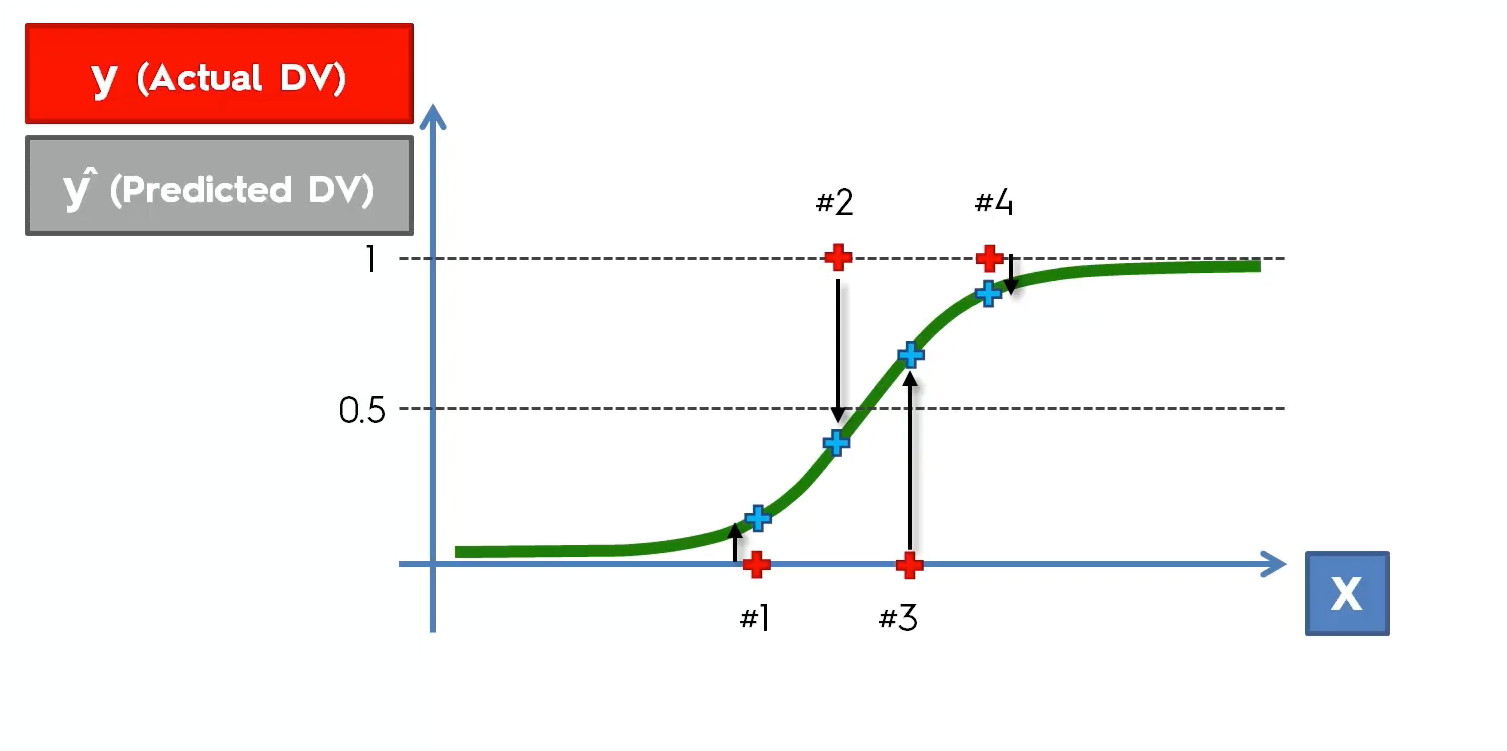 y (Actual DV)
y^ (Predicted DV)
#2
#4
1
0.5
X
#1
#3